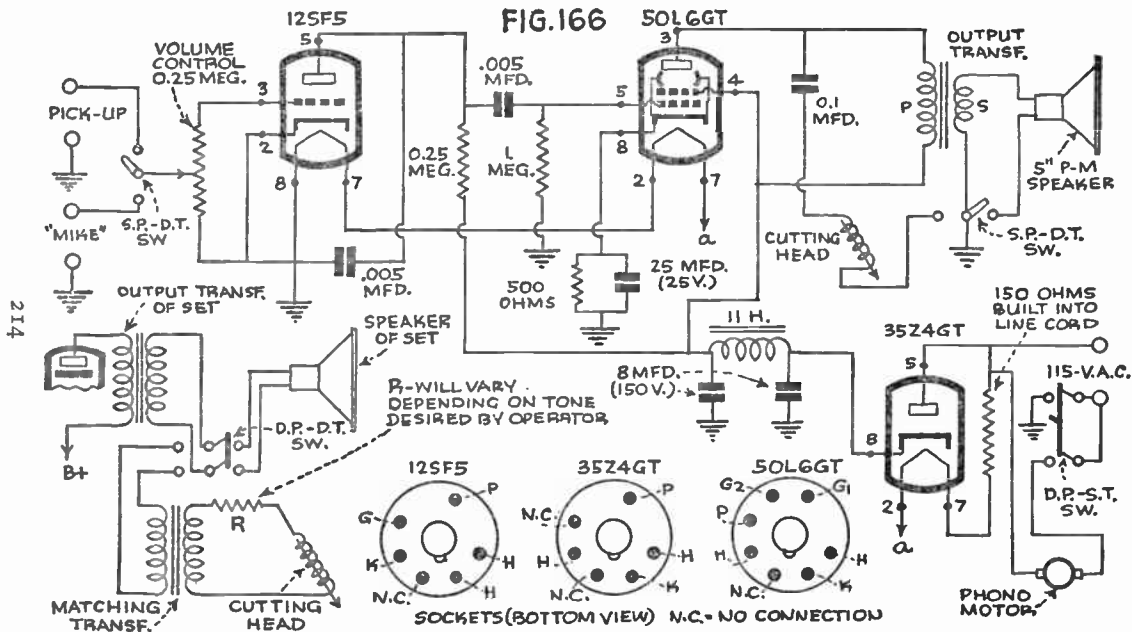 FIG.166
12SF5
50L6GT
5
3
VOLUME
CONTROL
0.25 MEG.
.005
MFD.
OUTPUT
TRANSF.
PICK-UP
3
2
5
8
4
0.1
MFD.
P
S
5" P-M
SPEAKER
0.25
MEG.
1
MEG.
8
7
2
7
a
"MIKE"
S.P.-D.T.
SW
.005
MFD.
500
OHMS
25 MFD.
(25V.)
CUTTING
HEAD
S.P.-D.T.
SW.
214
OUTPUT TRANSF.
OF SET
SPEAKER
OF SET
11 H.
8MFD.
(150V.)
35Z4GT
5
150 OHMS
BUILT INTO
LINE CORD
115-V.A.C.
R-WILL VARY
DEPENDING ON TONE
DESIRED BY OPERATOR
B+
D.P.-D.T.
SW.
8
2
7
a
D.P.-S.T.
SW.
12SF5
35Z4GT
50L6GT
P
G
K
N.C.
H
H
P
N.C.
H
N.C.
H
K
G2
G1
P
H
N.C.
H
K
R
MATCHING
TRANSF.
CUTTING
HEAD
PHONO
MOTOR
SOCKETS (BOTTOM VIEW) N.C.= NO CONNECTION